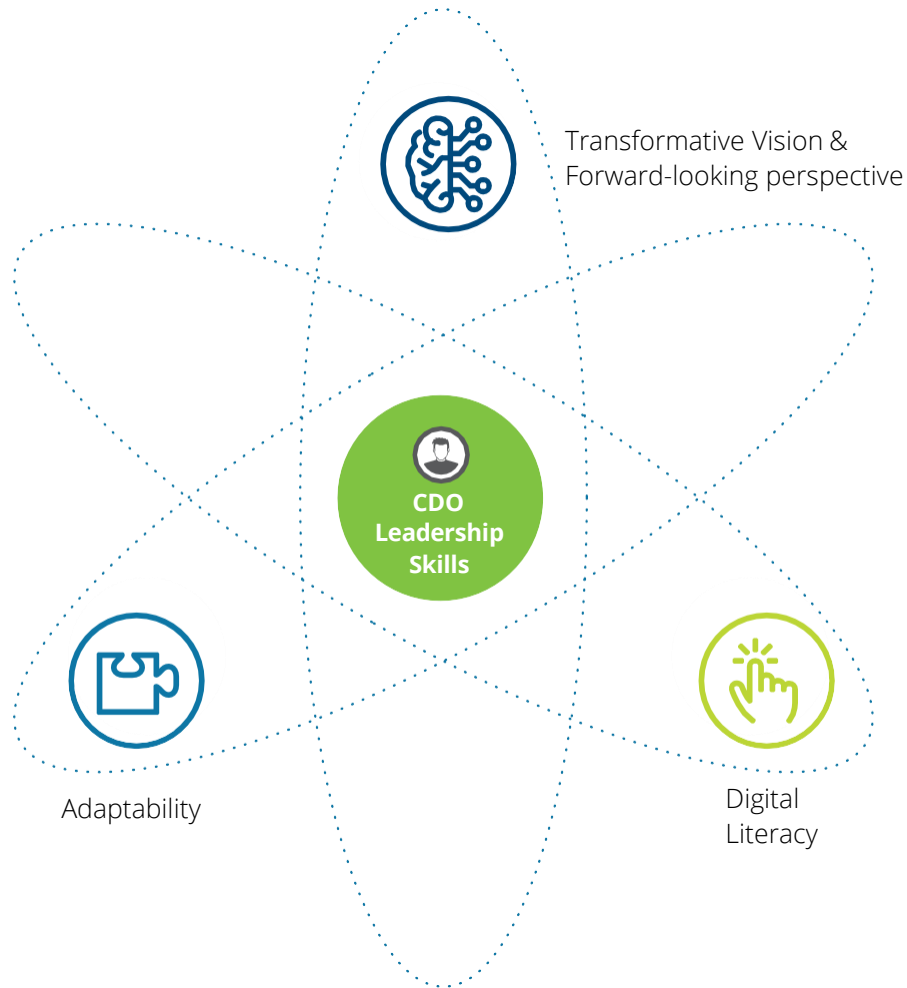 Transformative Vision &
Forward-looking perspective
CDO
Leadership
Skills
Adaptability
Digital
Literacy